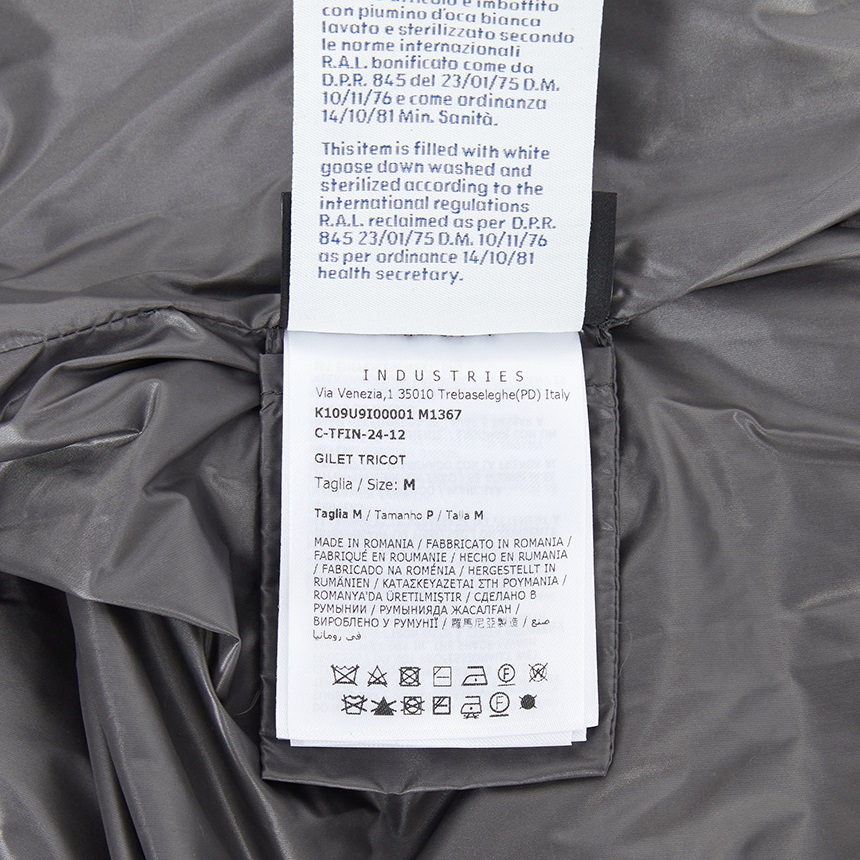 articolo è imbottito
con piumino d'oca bianca
lavato e sterilizzato secondo
le norme internazionali
R.A.L. bonificato come da
D.P.R. 845 del 23/01/75 D.M.
10/11/76 e come ordinanza
14/10/81 Min. Sanità.
This item is filled with white
goose down washed and
sterilized according to the
international regulations
R.A.L. reclaimed as per D.P.R.
845 23/01/75 D.M. 10/11/76
as per ordinance 14/10/81
health secretary.
INDUSTRIES
Via Venezia,1 35010 Trebaseleghe(PD) Italy
K109U9I00001 M1367
C-TFIN-24-12
GILET TRICOT
Taglia / Size: M
Taglia M / Tamanho P / Talla M
MADE IN ROMANIA / FABBRICATO IN ROMANIA /
FABRIQUÉ EN ROUMANIE / HECHO EN RUMANIA
/ FABRICADO NA ROMÉNIA / HERGESTELLT IN
RUMÄNIEN / ΚΑΤΑΣΚΕΥΑΖΕΤΑΙ ΣΤΗ ΡΟΥΜΑΝΙΑ /
ROMANYA'DA ÜRETİLMİŞTİR / СДЕЛАНО В
РУМЫНИИ / РУМЫНИЯДА ЖАСАЛҒАН /
ВИРОБЛЕНО У РУМУНІЇ / 羅馬尼亞製造 / صنع
في رومانيا
F
F